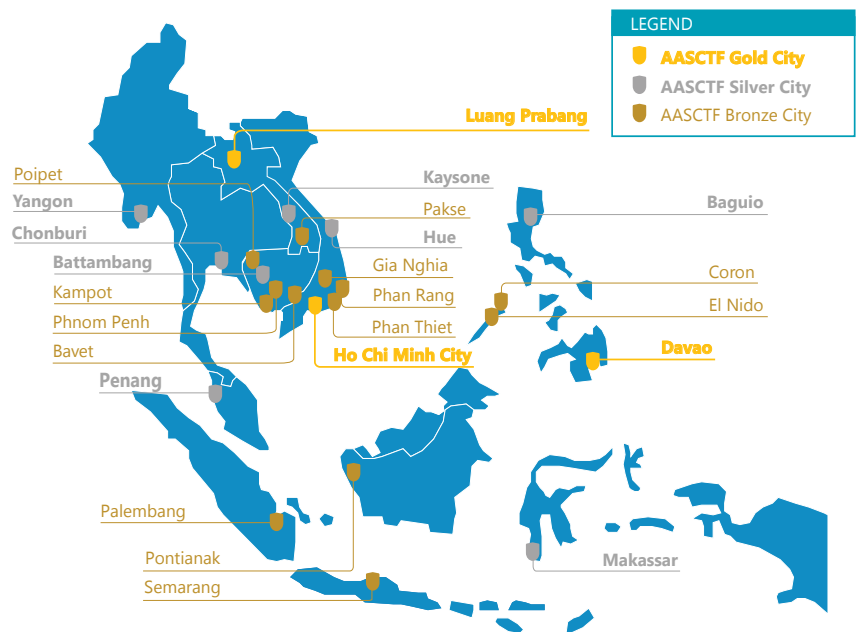 LEGEND
AASCTF Gold City
AASCTF Silver City
AASCTF Bronze City
Luang Prabang
Poipet
Kaysone
Yangon
Pakse
Baguio
Chonburi
Hue
Battambang
Gia Nghia
Coron
Kampot
Phan Rang
El Nido
Phnom Penh
Phan Thiet
Bavet
Ho Chi Minh City
Davao
Penang
Palembang
Pontianak
Makassar
Semarang